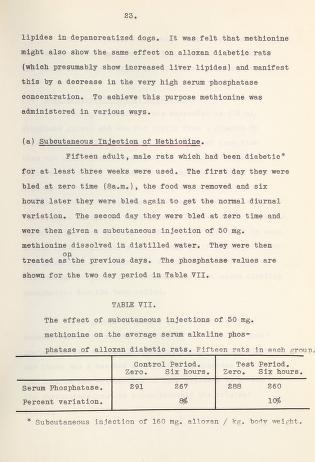 23.
lipides in depancreatized dogs. It was felt that methionine
might also show the same effect on alloxan diabetic rats
(which presumably show increased liver lipides) and manifest
this by a decrease in the very high serum phosphatase
concentration. To achieve this purpose methionine was
administered in various ways.
(a) Subcutaneous Injection of Methionine.
Fifteen adult, male rats which had been diabetic*
for at least three weeks were used. The first day they were
bled at zero time (8a.m.), the food was removed and six
hours later they were bled again to get the normal diurnal
variation. The second day they were bled at zero time and
were then given a subcutaneous injection of 50 mg.
methionine dissolved in distilled water. They were then
on
treated as the previous days. The phosphatase values are
shown for the two day period in Table VII.
TABLE VII.
The effect of subcutaneous injections of 50 mg.
methionine on the average serum alkaline phos-
phatase of alloxan diabetic rats. Fifteen rats in each group.
Control Period. Test Period.
Zero. Six hours. Zero. Six hours.
Serum Phosphatase. 291 267 288 260
Percent variation. 8% 10%
* Subcutaneous injection of 160 mg. alloxan / kg. body weight.